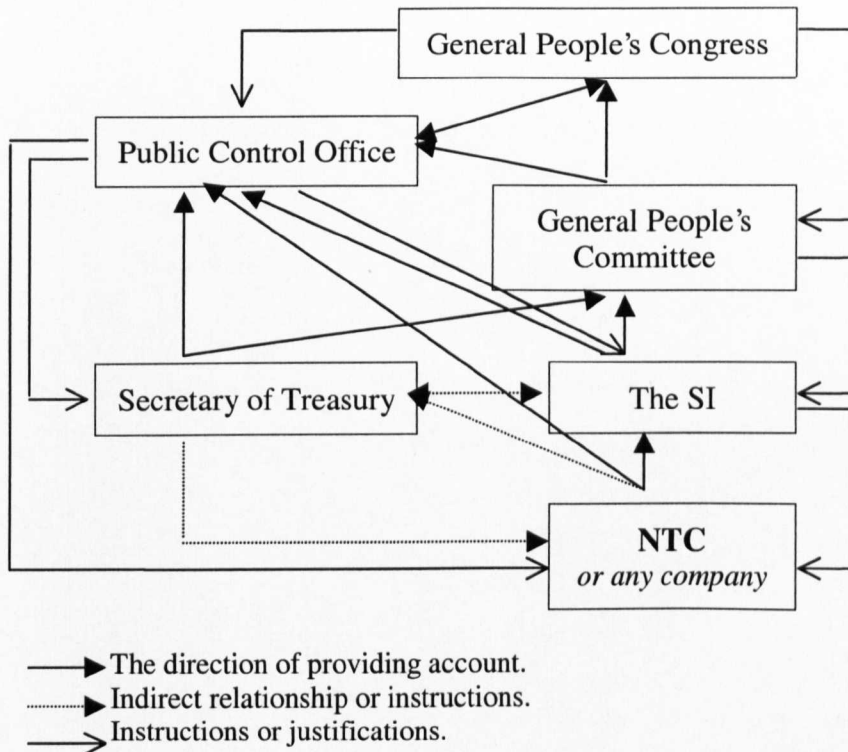 General People's Congress
Public Control Office
General People's
Committee
Secretary of Treasury
The SI
NTC
or any company
The direction of providing account.
Indirect relationship or instructions.
Instructions or justifications.